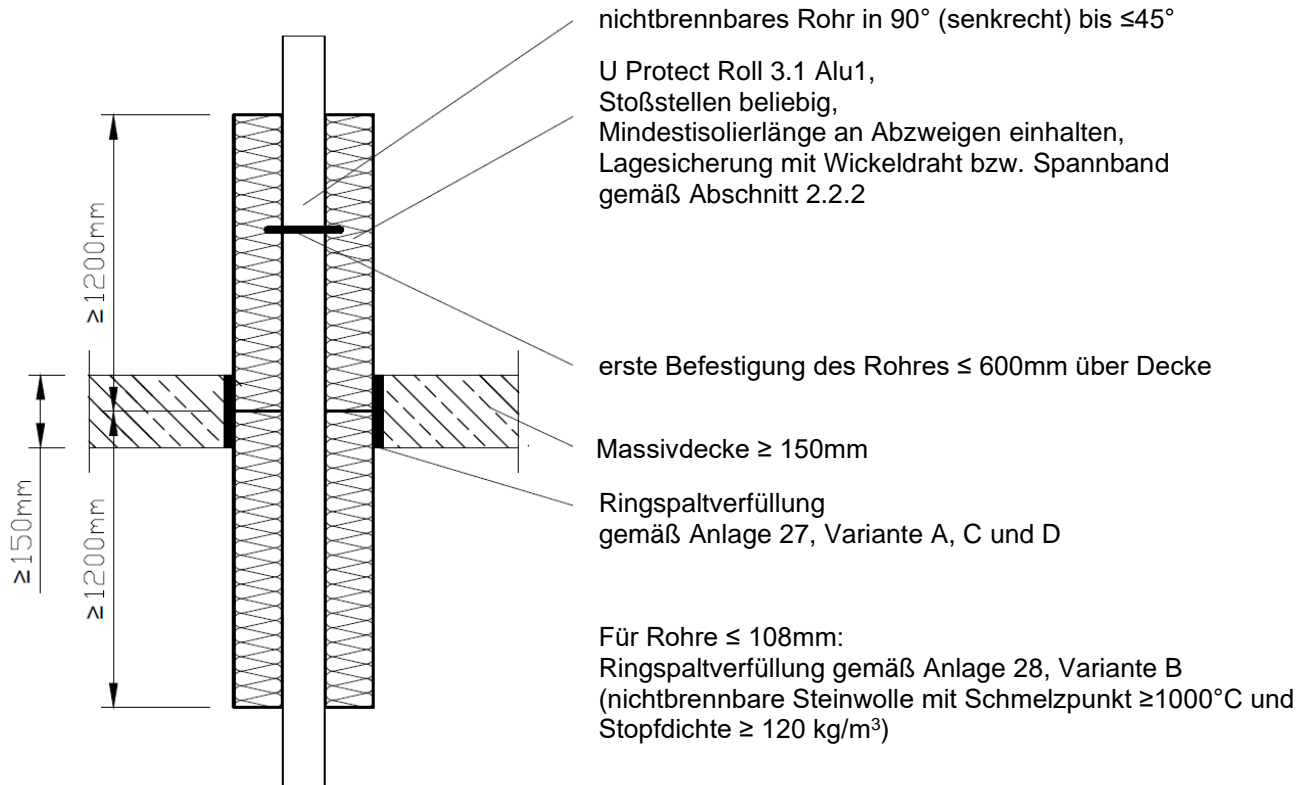 nichtbrennbares Rohr in 90° (senkrecht) bis ≤45°
U Protect Roll 3.1 Alu1,
Stoßstellen beliebig,
Mindestisolierlänge an Abzweigen einhalten,
Lagesicherung mit Wickeldraht bzw. Spannband
gemäß Abschnitt 2.2.2
≥1200mm
erste Befestigung des Rohres ≤ 600mm über Decke
Massivdecke ≥ 150mm
≥150mm
≥1200mm
Ringspaltverfüllung
gemäß Anlage 27, Variante A, C und D
Für Rohre ≤ 108mm:
Ringspaltverfüllung gemäß Anlage 28, Variante B
(nichtbrennbare Steinwolle mit Schmelzpunkt ≥1000°C und
Stopfdichte ≥ 120 kg/m³)